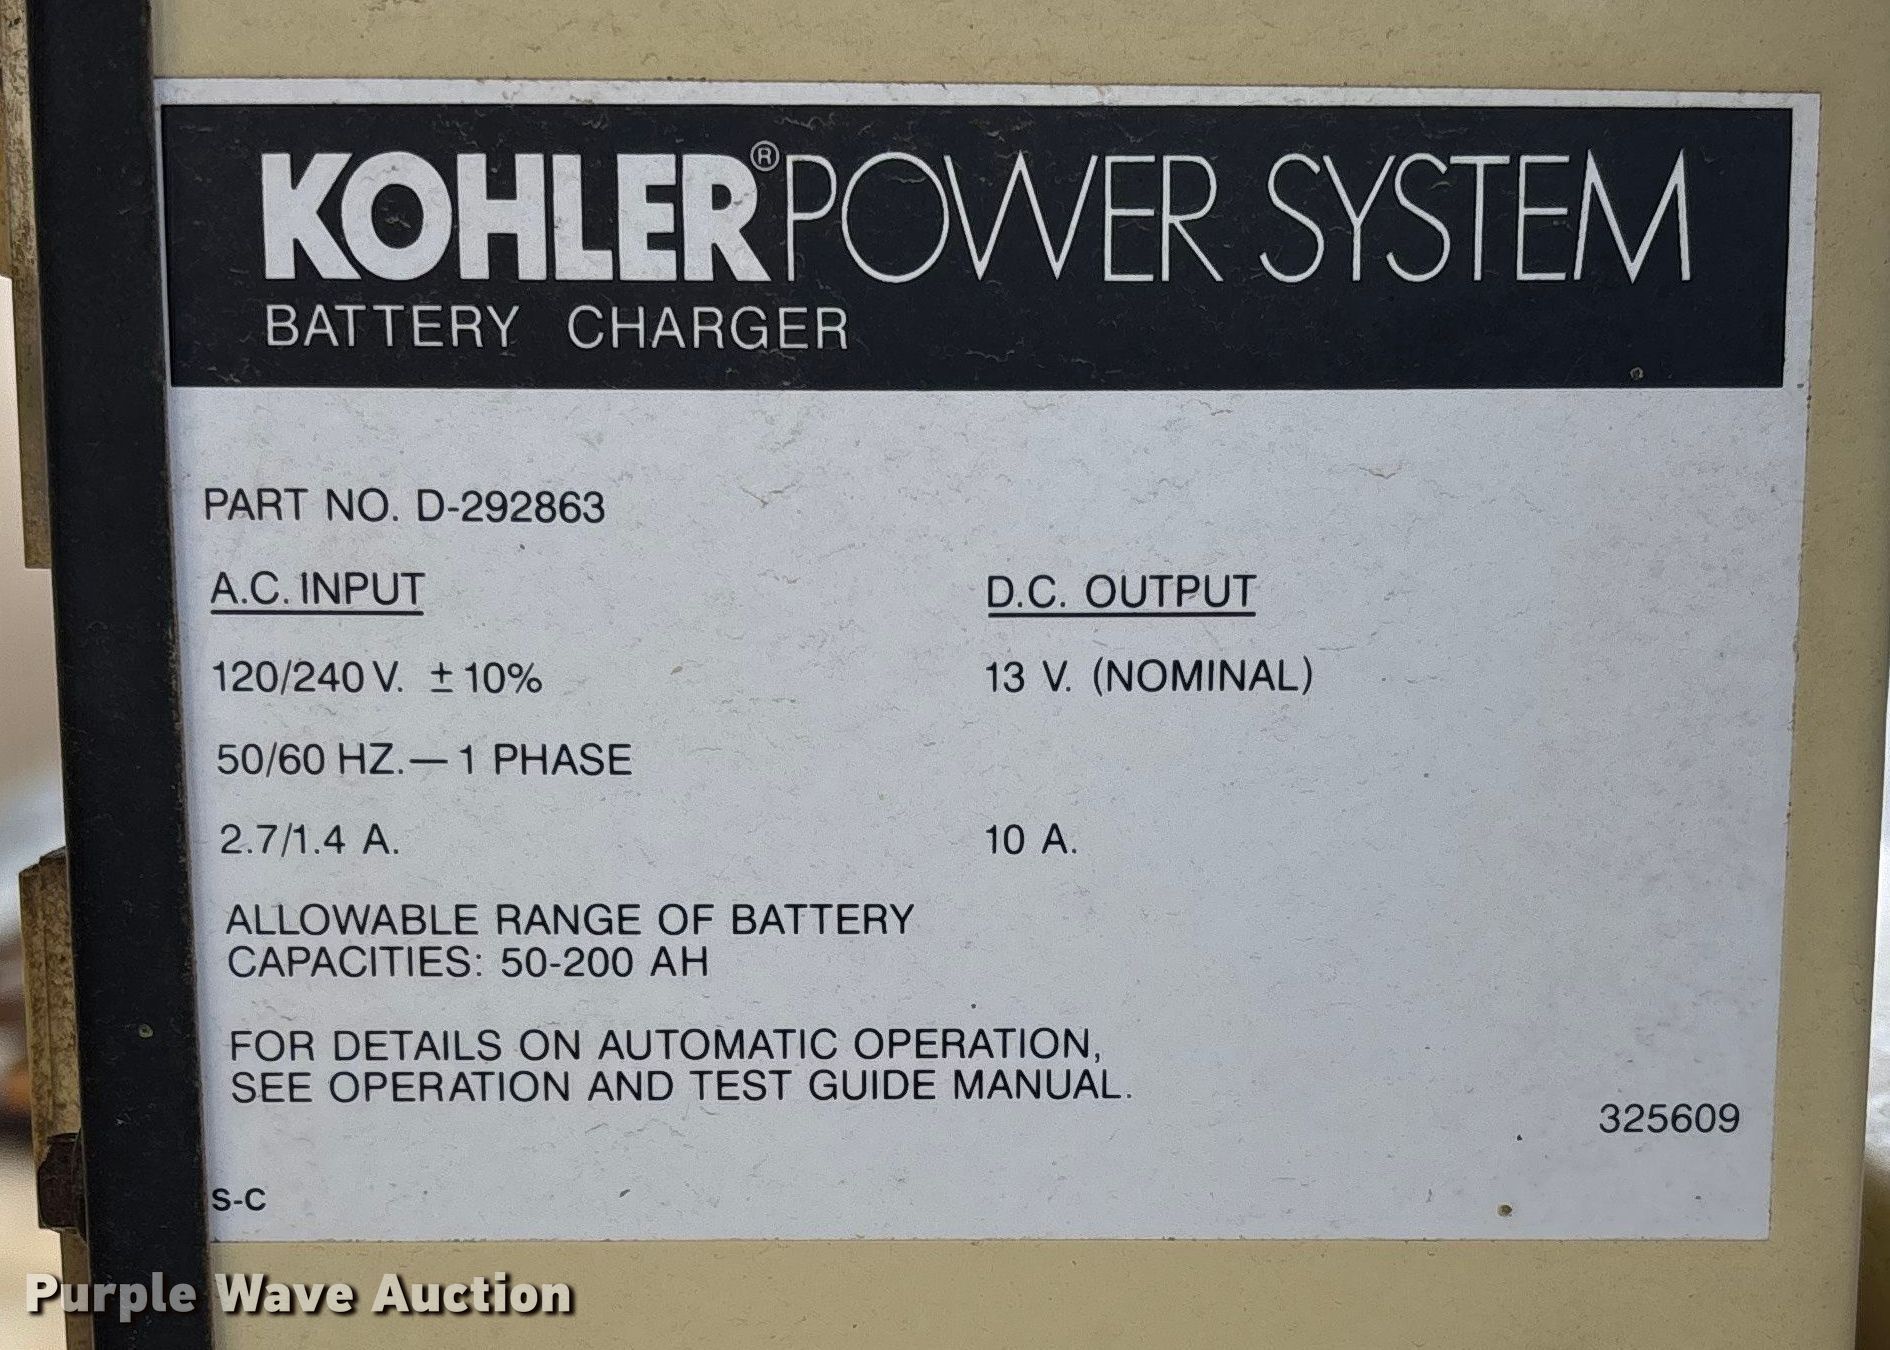 KOHLER® POWER SYSTEM
BATTERY CHARGER
PART NO. D-292863
A.C. INPUT D.C. OUTPUT
120/240 V. ± 10% 13 V. (NOMINAL)
50/60 HZ. — 1 PHASE
2.7/1.4 A. 10 A.
ALLOWABLE RANGE OF BATTERY
CAPACITIES: 50-200 AH
FOR DETAILS ON AUTOMATIC OPERATION,
SEE OPERATION AND TEST GUIDE MANUAL.
325609
S-C
Purple Wave Auction